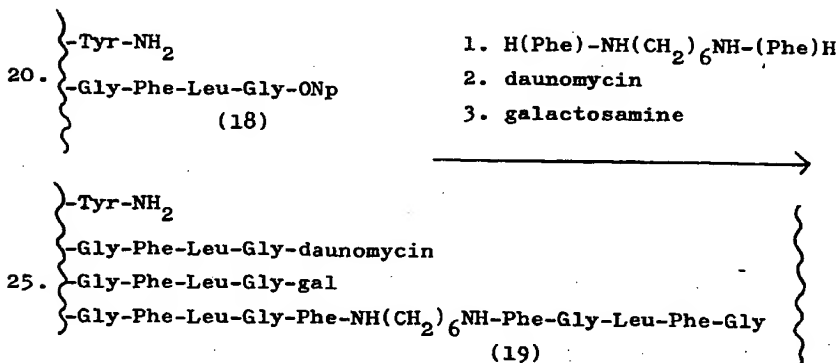 -Tyr-NH2
1. H(Phe)-NH(CH2)6NH-(Phe)H
20.
2. daunomycin
-Gly-Phe-Leu-Gly-ONp
(18)
3. galactosamine
-Tyr-NH2
-Gly-Phe-Leu-Gly-daunomycin
25.
-Gly-Phe-Leu-Gly-gal
-Gly-Phe-Leu-Gly-Phe-NH(CH2)6NH-Phe-Gly-Leu-Phe-Gly
(19)